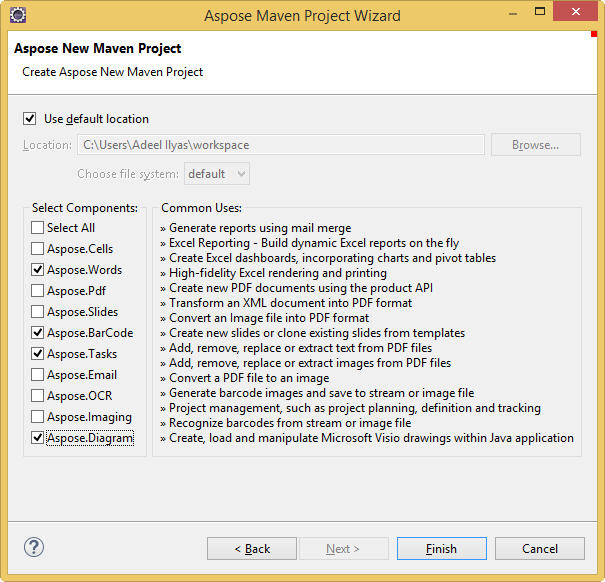 Aspose Maven Project Wizard
Aspose New Maven Project
Create Aspose New Maven Project
Use default location
Location: C:\Users\Adeel Ilyas\workspace Browse...
Choose file system: default
Select Components:
Select All
Aspose.Cells
Aspose.Words
Aspose.Pdf
Aspose.Slides
Aspose.BarCode
Aspose.Tasks
Aspose.Email
Aspose.OCR
Aspose.Imaging
Aspose.Diagram
Common Uses:
» Generate reports using mail merge
» Excel Reporting - Build dynamic Excel reports on the fly
» Create Excel dashboards, incorporating charts and pivot tables
» High-fidelity Excel rendering and printing
» Create new PDF documents using the product API
» Transform an XML document into PDF format
» Convert an Image file into PDF format
» Create new slides or clone existing slides from templates
» Add, remove, replace or extract text from PDF files
» Add, remove, replace or extract images from PDF files
» Convert a PDF file to an image
» Generate barcode images and save to stream or image file
» Project management, such as project planning, definition and tracking
» Recognize barcodes from stream or image file
» Create, load and manipulate Microsoft Visio drawings within Java application
? < Back Next > Finish Cancel